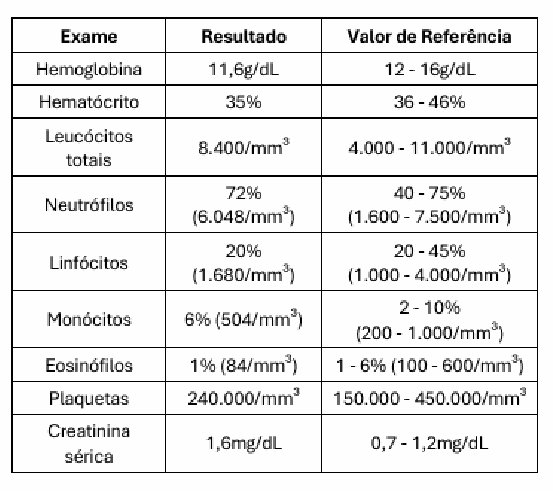 Exame Resultado Valor de Referência
Hemoglobina 11,6g/dL 12 - 16g/dL
Hematócrito 35% 36 - 46%
Leucócitos totais 8.400/mm³ 4.000 - 11.000/mm³
Neutrófilos 72% (6.048/mm³) 40 - 75% (1.600 - 7.500/mm³)
Linfócitos 20% (1.680/mm³) 20 - 45% (1.000 - 4.000/mm³)
Monócitos 6% (504/mm³) 2 - 10% (200 - 1.000/mm³)
Eosinófilos 1% (84/mm³) 1 - 6% (100 - 600/mm³)
Plaquetas 240.000/mm³ 150.000 - 450.000/mm³
Creatinina sérica 1,6mg/dL 0,7 - 1,2mg/dL